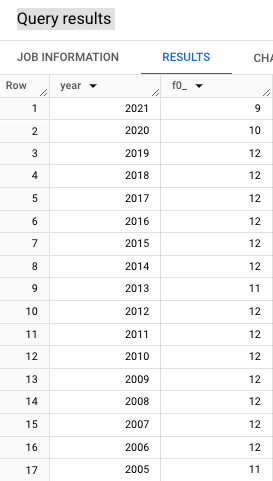 Query results
JOB INFORMATION RESULTS CHA
Row year f0_
1 2021 9
2 2020 10
3 2019 12
4 2018 12
5 2017 12
6 2016 12
7 2015 12
8 2014 12
9 2013 11
10 2012 12
11 2011 12
12 2010 12
13 2009 12
14 2008 12
15 2007 12
16 2006 12
17 2005 11